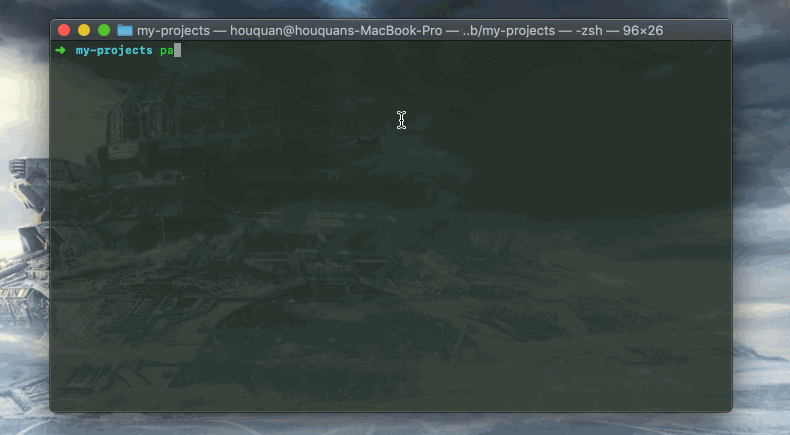 my-projects — houquan@houquans-MacBook-Pro — ..b/my-projects — -zsh — 96×26
➜ my-projects pa